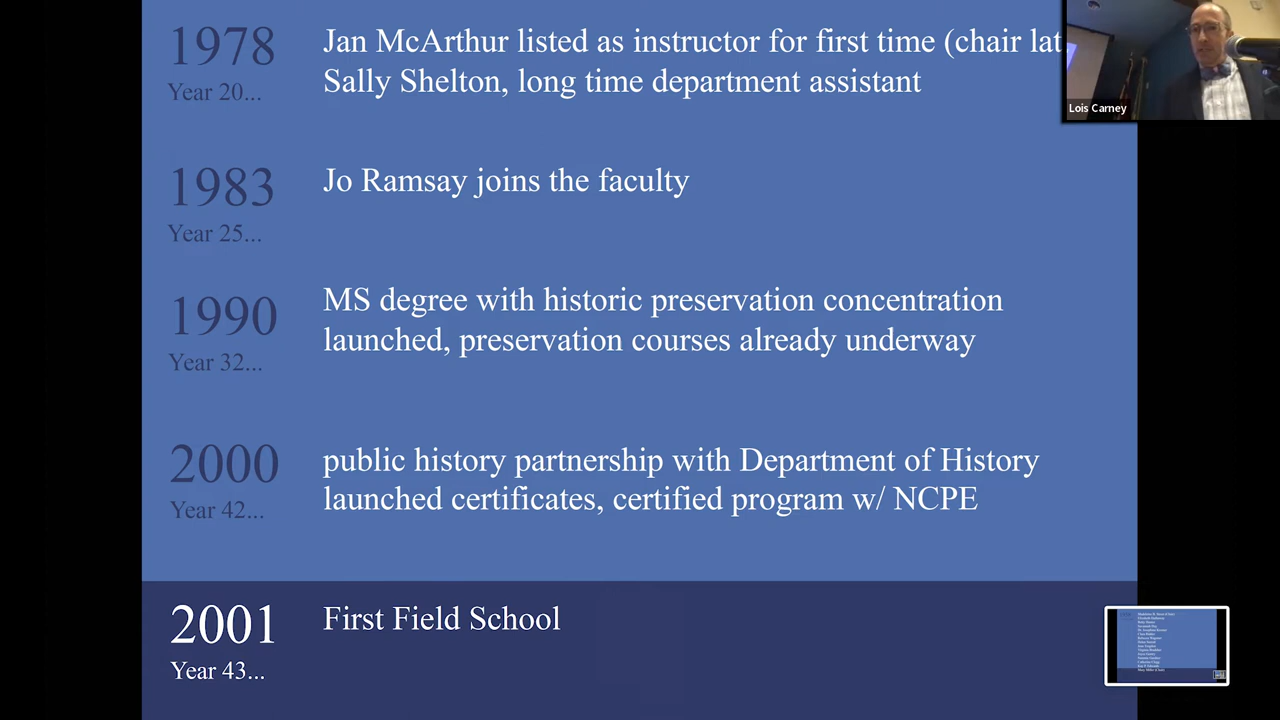 1978
Year 20...
Jan McArthur listed as instructor for first time (chair lat
Sally Shelton, long time department assistant
Lois Carney
1983
Year 25...
Jo Ramsay joins the faculty
1990
Year 32...
MS degree with historic preservation concentration
launched, preservation courses already underway
2000
Year 42...
public history partnership with Department of History
launched certificates, certified program w/ NCPE
2001
Year 43...
First Field School